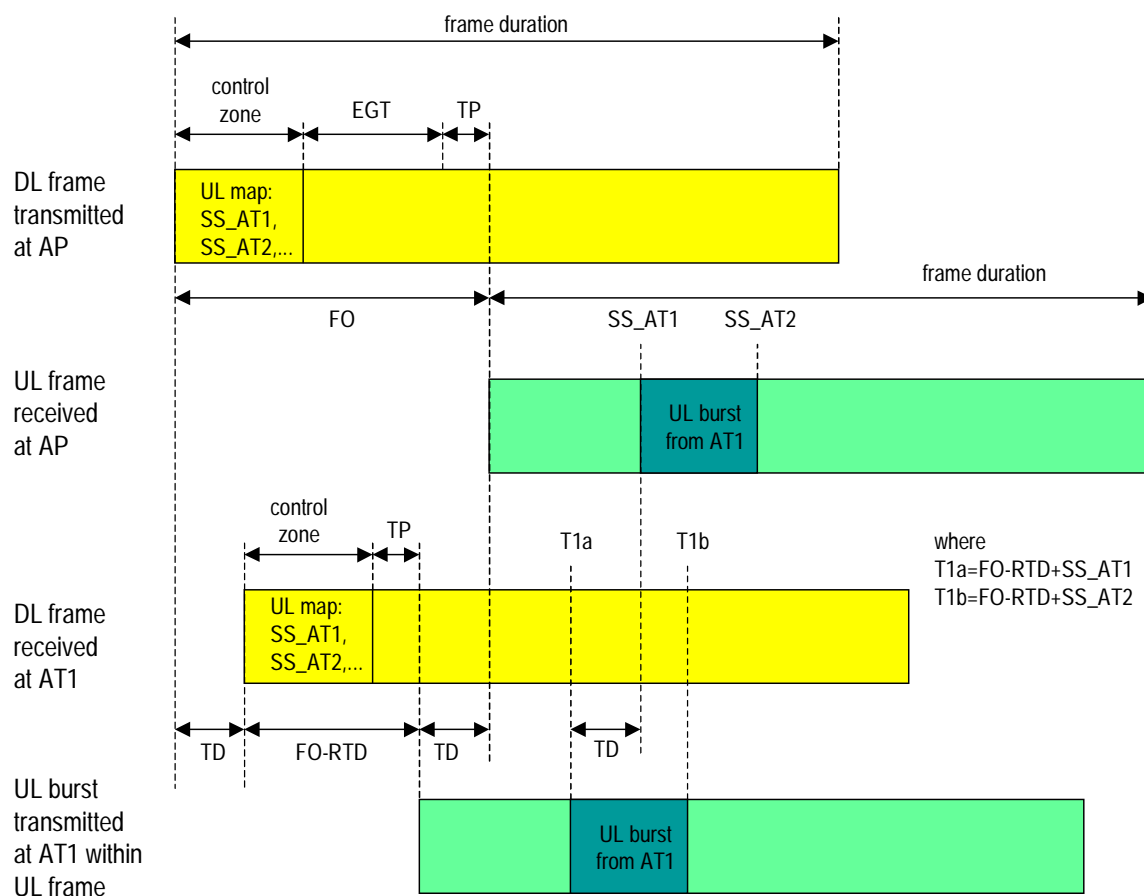 frame duration
control
zone
EGT
TP
DL frame
transmitted
at AP
UL map:
SS_AT1,
SS_AT2,...
FO
frame duration
SS_AT1
SS_AT2
UL frame
received
at AP
UL burst
from AT1
control
zone
TP
T1a
T1b
where
T1a=FO-RTD+SS_AT1
T1b=FO-RTD+SS_AT2
DL frame
received
at AT1
UL map:
SS_AT1,
SS_AT2,...
TD
FO-RTD
TD
TD
UL burst
transmitted
at AT1 within
UL frame
UL burst
from AT1